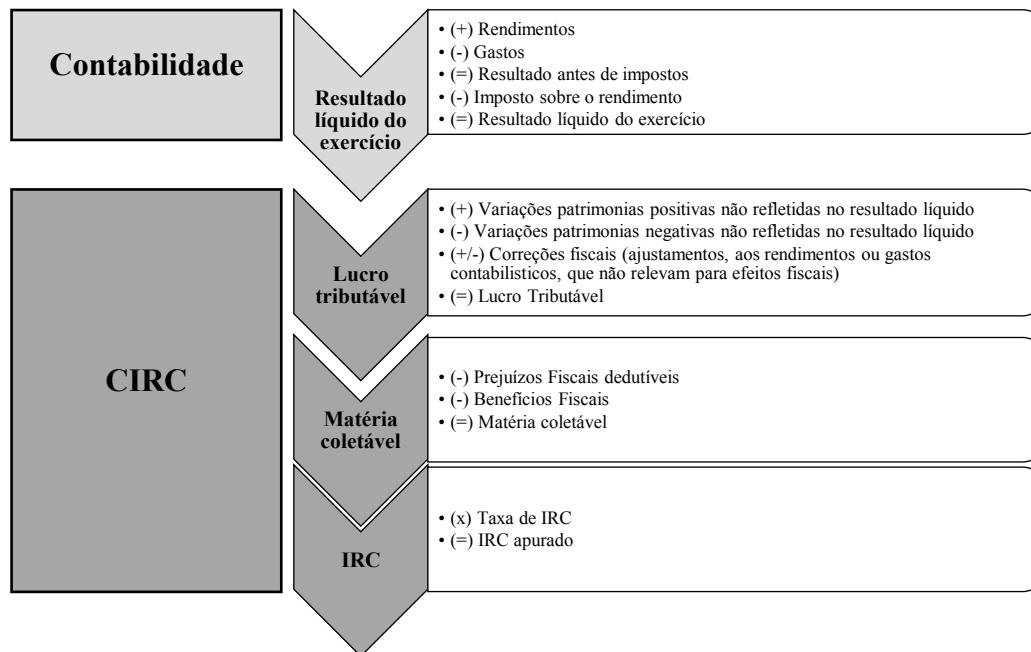 Contabilidade
Resultado
líquido do
exercício
• (+) Rendimentos
• (-) Gastos
• (=) Resultado antes de impostos
• (-) Imposto sobre o rendimento
• (=) Resultado líquido do exercício
CIRC
Lucro
tributável
• (+) Variações patrimonias positivas não refletidas no resultado líquido
• (-) Variações patrimonias negativas não refletidas no resultado líquido
• (+/-) Correções fiscais (ajustamentos, aos rendimentos ou gastos
contabilisticos, que não relevam para efeitos fiscais)
• (=) Lucro Tributável
Matéria
coletável
• (-) Prejuízos Fiscais dedutíveis
• (-) Benefícios Fiscais
• (=) Matéria coletável
IRC
• (x) Taxa de IRC
• (=) IRC apurado